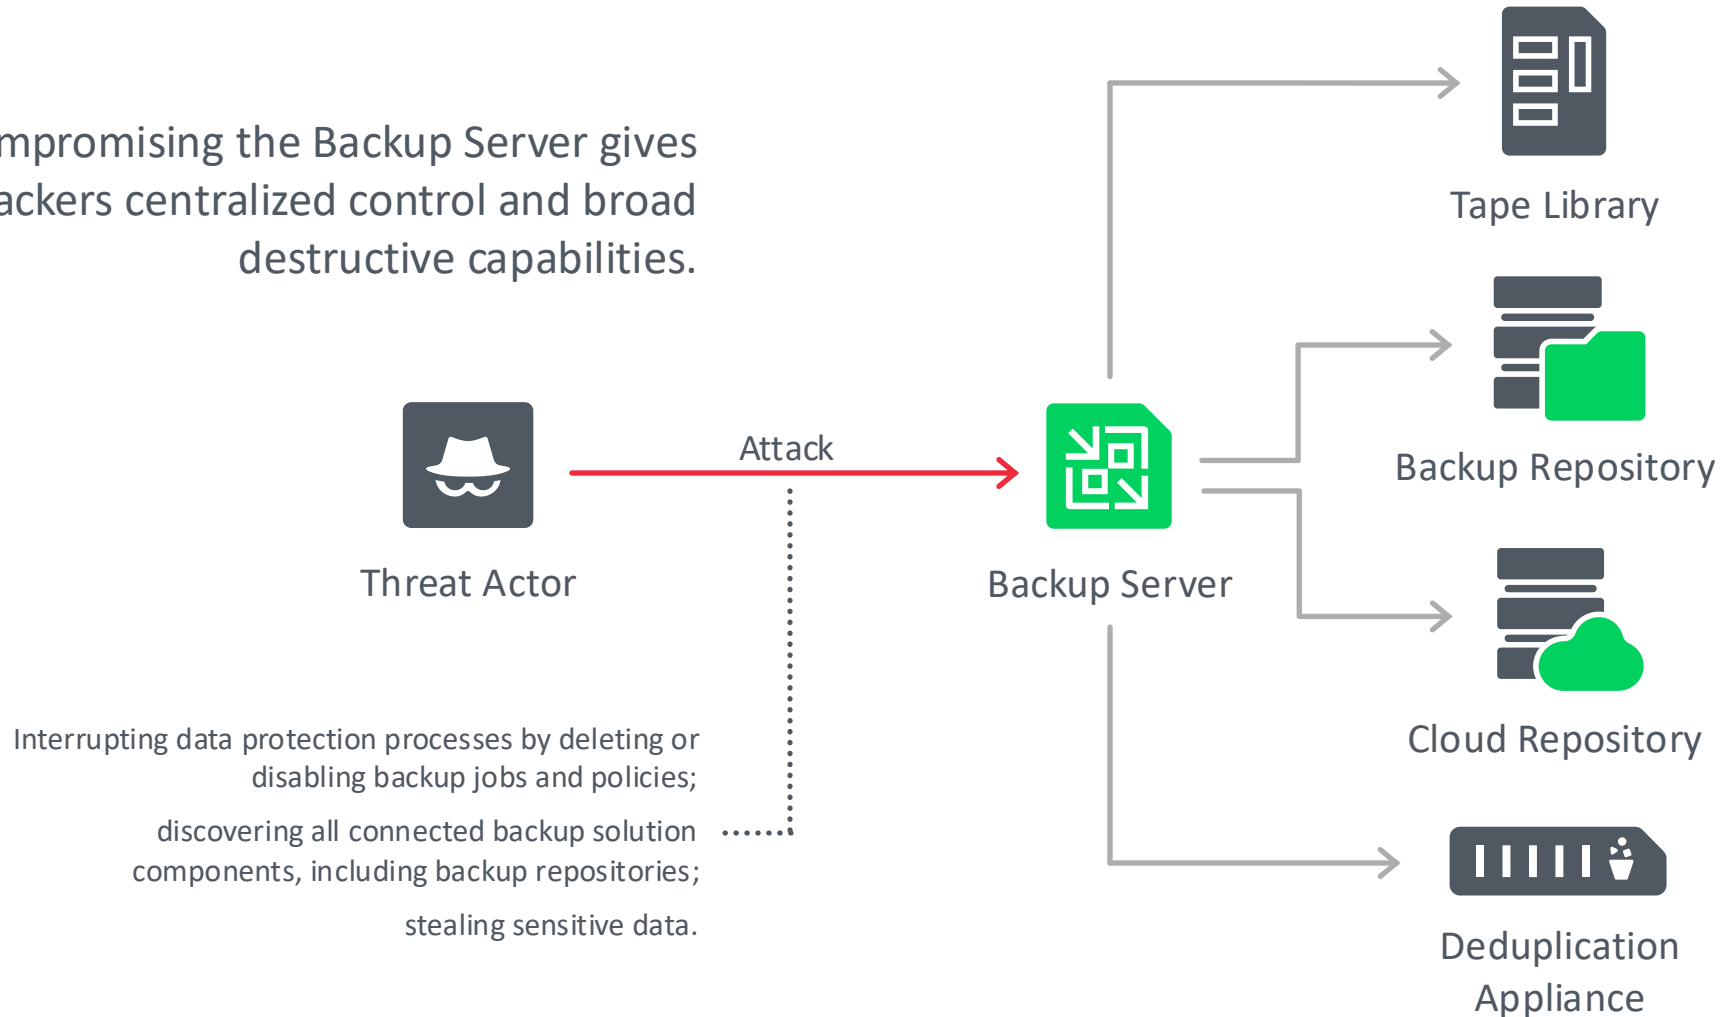 mpromising the Backup Server gives
ackers centralized control and broad
destructive capabilities.
Tape Library
Backup Repository
Attack
Threat Actor
Backup Server
Cloud Repository
Interrupting data protection processes by deleting or
disabling backup jobs and policies;
discovering all connected backup solution
components, including backup repositories;
stealing sensitive data.
Deduplication
Appliance